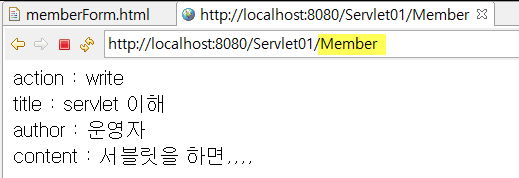 memberForm.html
http://localhost:8080/Servlet01/Member
http://localhost:8080/Servlet01/Member
action : write
title : servlet 이해
author : 운영자
content : 서블릿을 하면,,,,